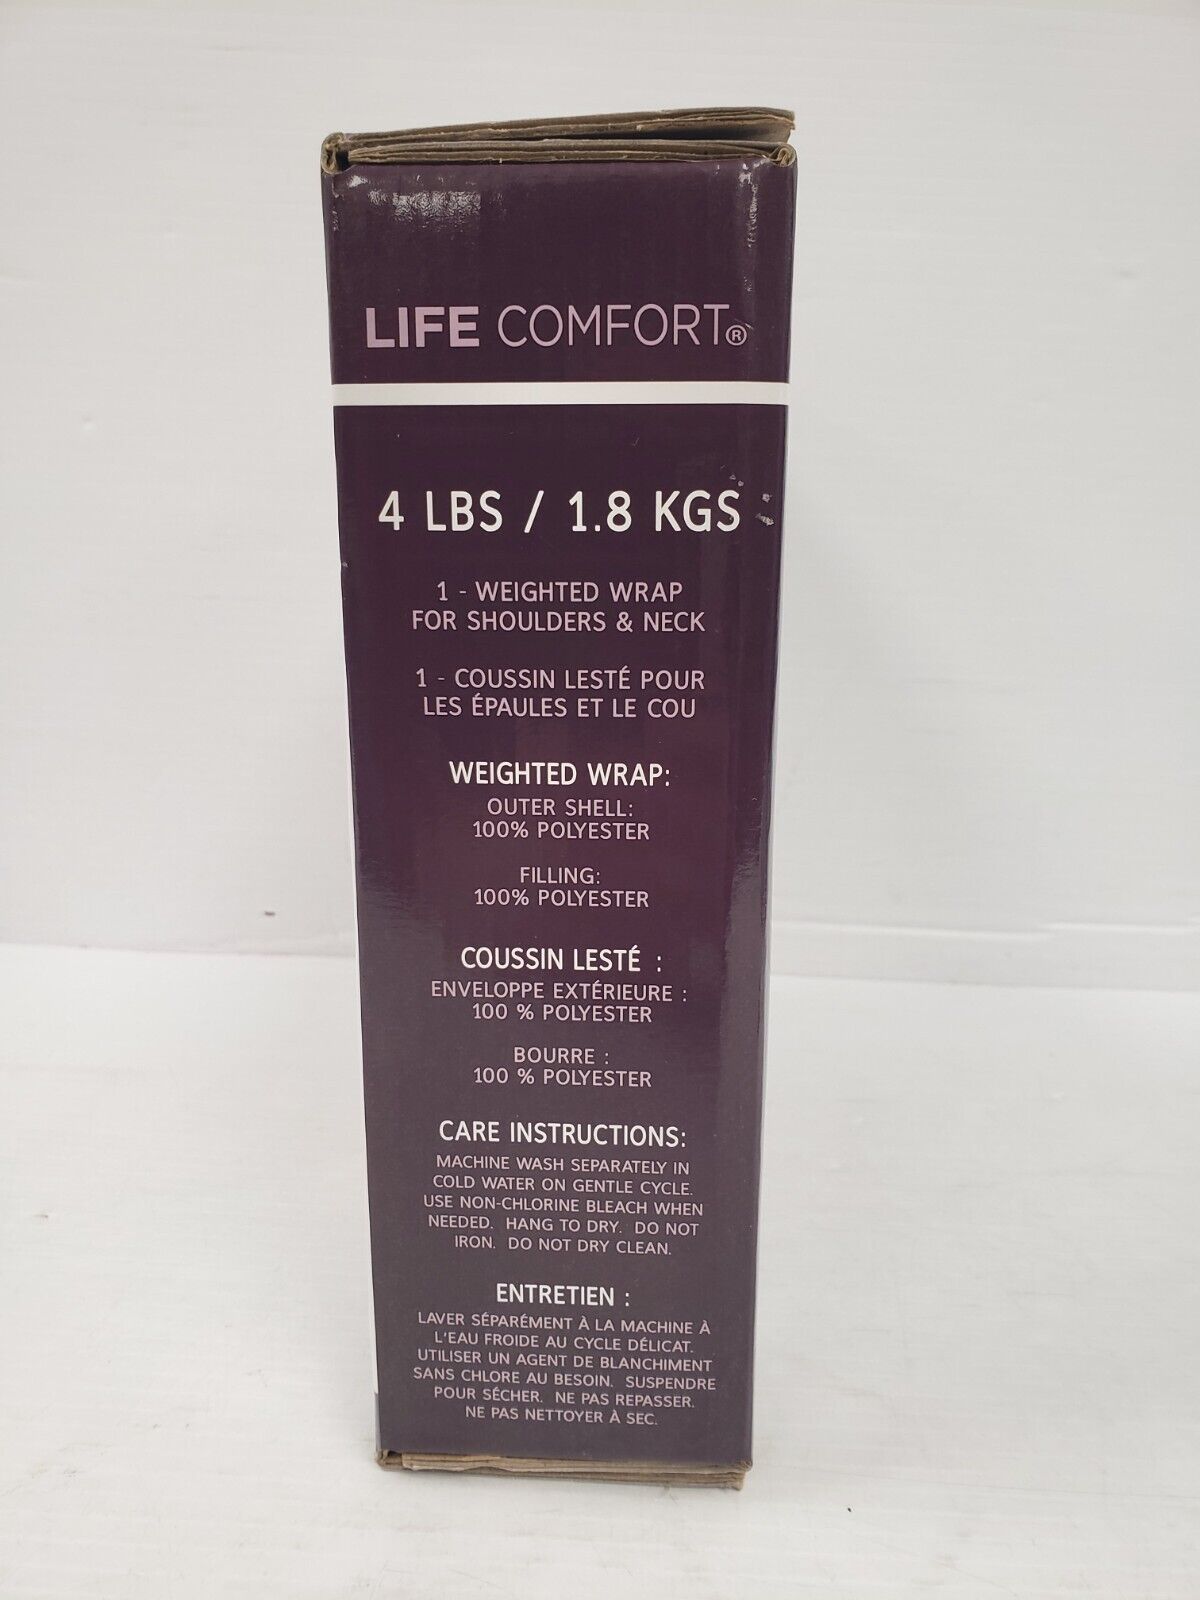 LIFE COMFORT®
4 LBS / 1.8 KGS
1 - WEIGHTED WRAP
FOR SHOULDERS & NECK
1 - COUSSIN LESTÉ POUR
LES ÉPAULES ET LE COU
WEIGHTED WRAP:
OUTER SHELL:
100% POLYESTER
FILLING:
100% POLYESTER
COUSSIN LESTÉ :
ENVELOPPE EXTÉRIEURE :
100 % POLYESTER
BOURRE :
100 % POLYESTER
CARE INSTRUCTIONS:
MACHINE WASH SEPARATELY IN
COLD WATER ON GENTLE CYCLE.
USE NON-CHLORINE BLEACH WHEN
NEEDED. HANG TO DRY. DO NOT
IRON. DO NOT DRY CLEAN.
ENTRETIEN :
LAVER SÉPARÉMENT À LA MACHINE À
L'EAU FROIDE AU CYCLE DÉLICAT.
UTILISER UN AGENT DE BLANCHIMENT
SANS CHLORE AU BESOIN. SUSPENDRE
POUR SÉCHER. NE PAS REPASSER.
NE PAS NETTOYER À SEC.